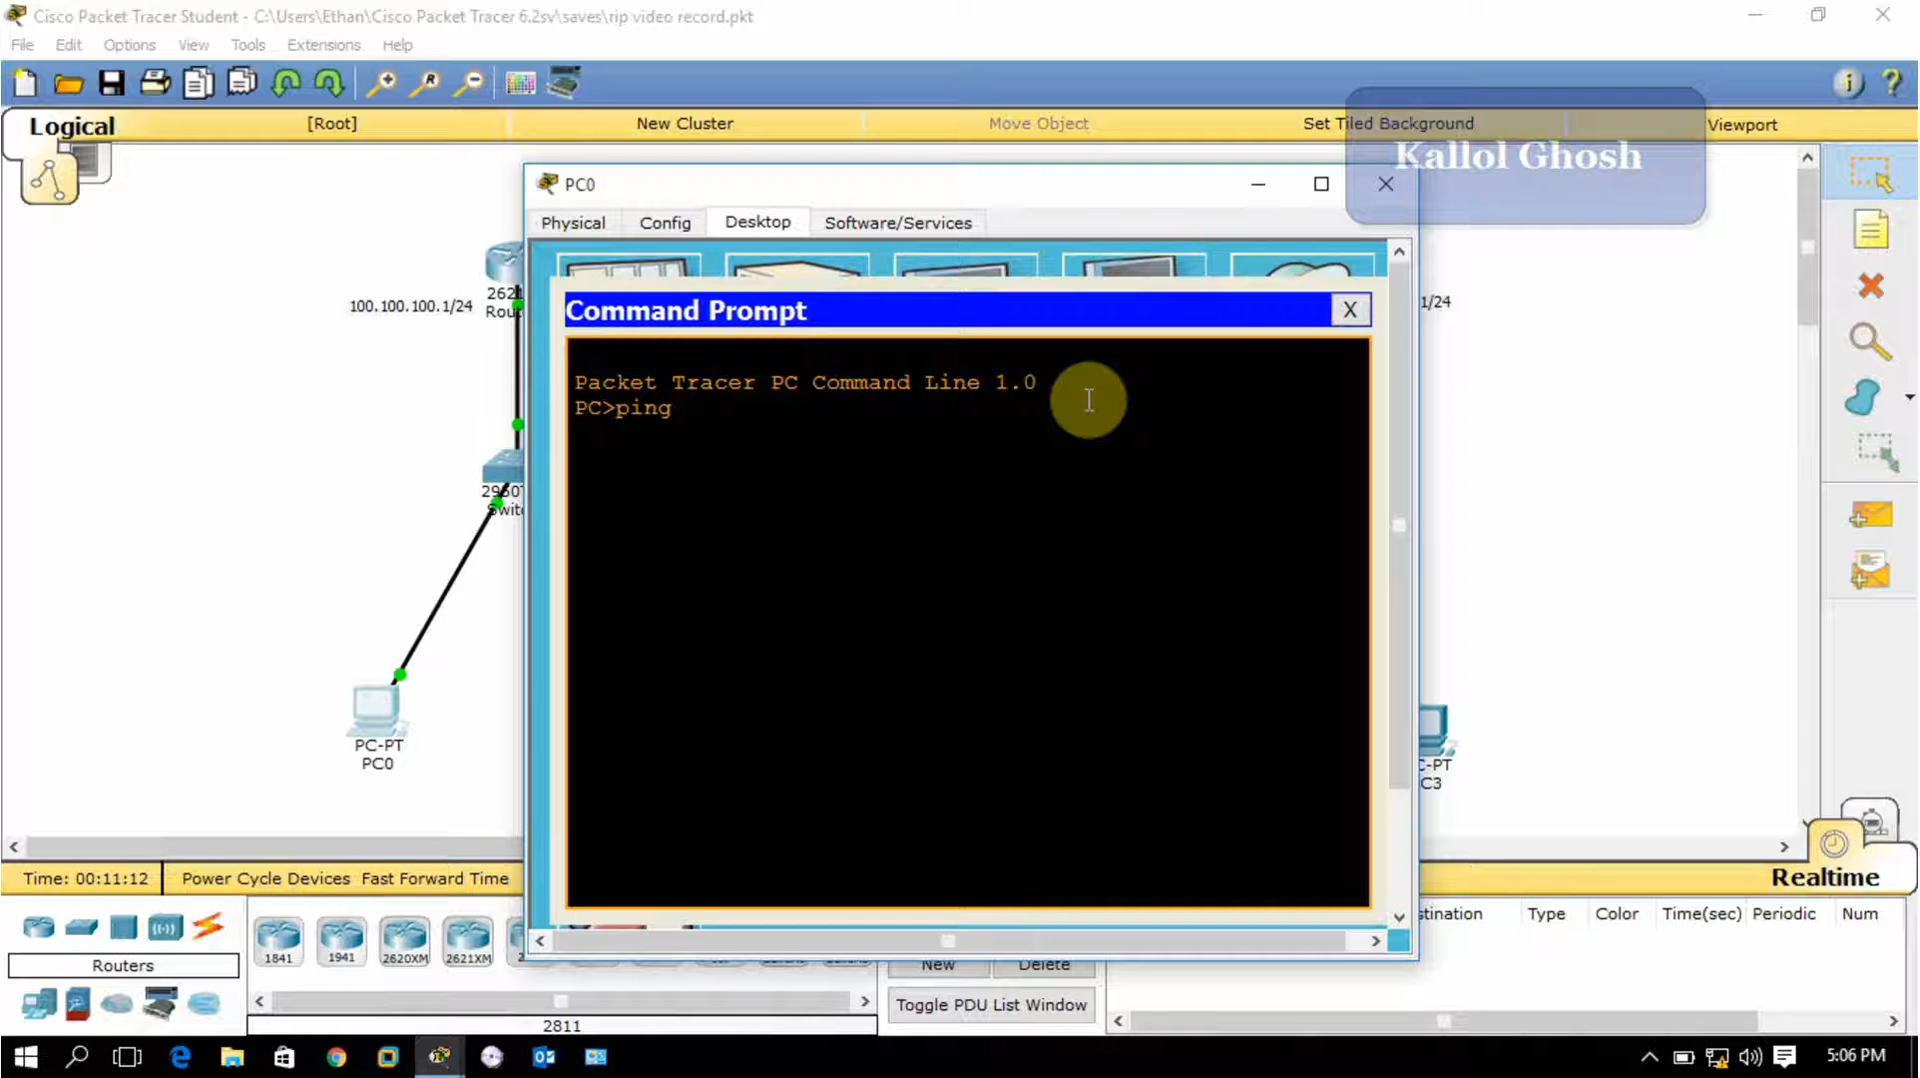 Cisco Packet Tracer Student - C:\Users\Ethan\Cisco Packet Tracer 6.2sv\saves\rip video record.pkt
File Edit Options View Tools Extensions Help
Logical [Root] New Cluster Move Object Set Tiled Background Viewport
Kallol Ghosh
PC0
Physical Config Desktop Software/Services
100.100.100.1/24
1/24
Command Prompt X
Packet Tracer PC Command Line 1.0
PC>ping
PC-PT
PC0
C-PT
C3
Time: 00:11:12 Power Cycle Devices Fast Forward Time
Realtime
1841 1941 2620XM 2621XM
Routers
New Delete
Toggle PDU List Window
2811
stination Type Color Time(sec) Periodic Num
5:06 PM